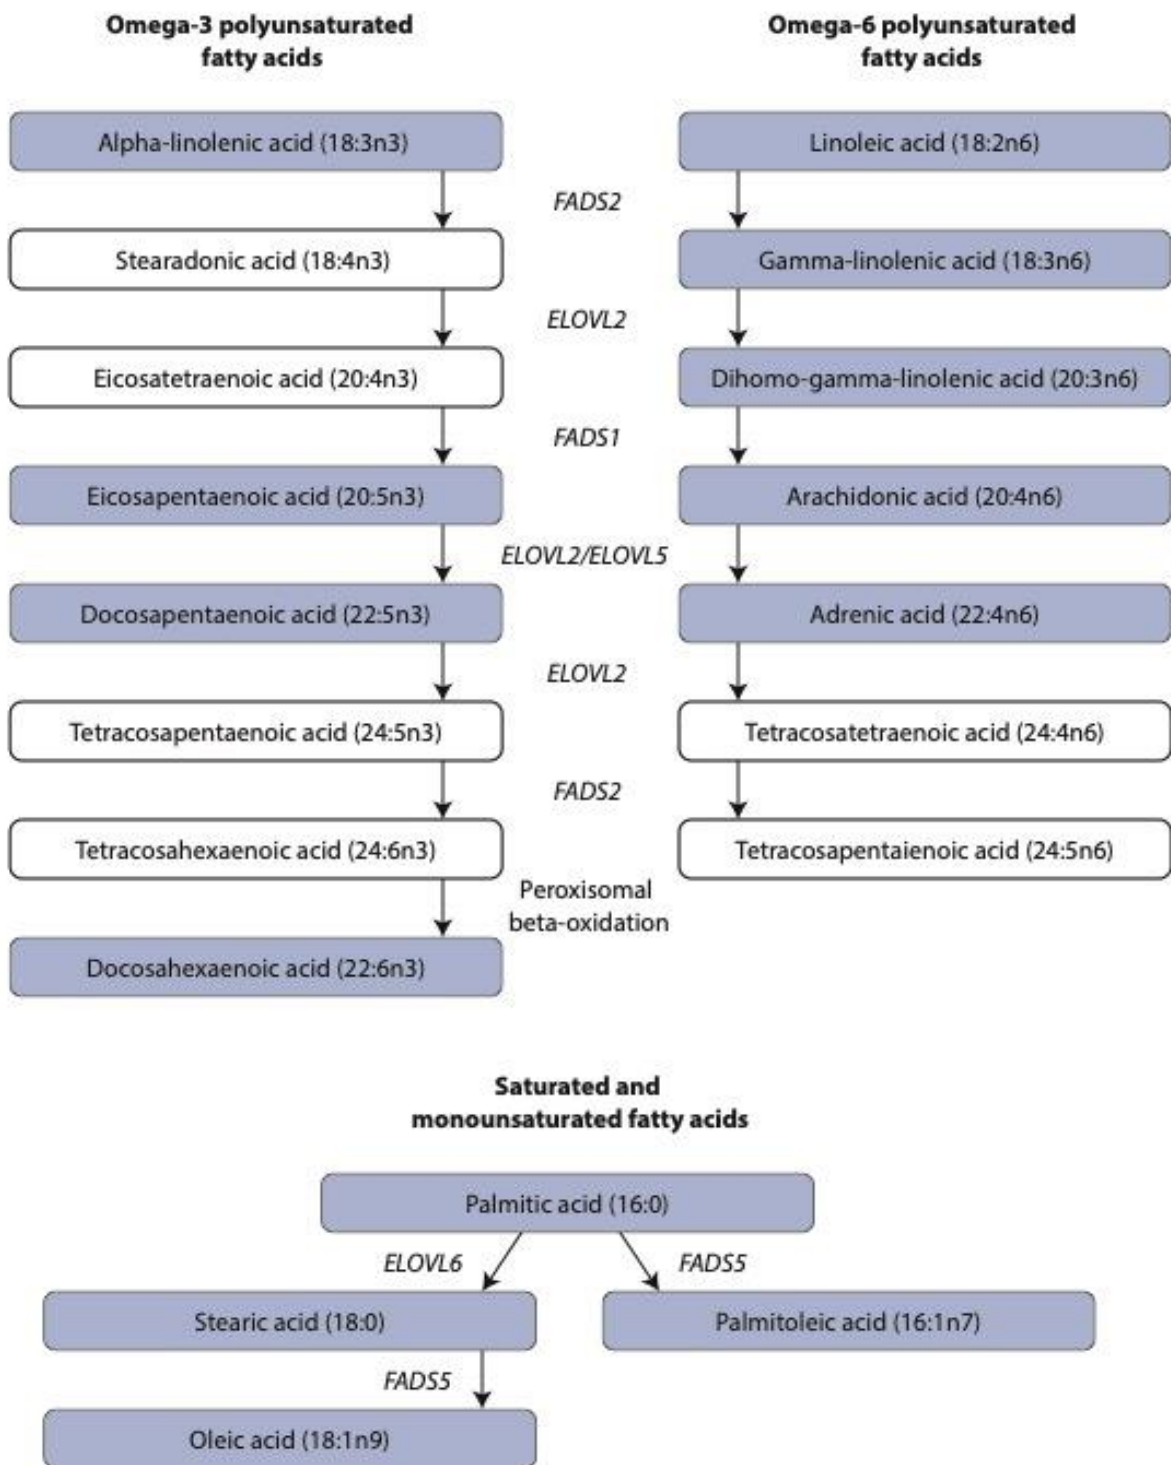 Omega-3 polyunsaturated
fatty acids
Omega-6 polyunsaturated
fatty acids
Alpha-linolenic acid (18:3n3)
Linoleic acid (18:2n6)
FADS2
Stearadonic acid (18:4n3)
Gamma-linolenic acid (18:3n6)
ELOVL2
Eicosatetraenoic acid (20:4n3)
Dihomo-gamma-linolenic acid (20:3n6)
FADS1
Eicosapentaenoic acid (20:5n3)
Arachidonic acid (20:4n6)
ELOVL2/ELOVL5
Docosapentaenoic acid (22:5n3)
Adrenic acid (22:4n6)
ELOVL2
Tetracosapentaenoic acid (24:5n3)
Tetracosatetraenoic acid (24:4n6)
FADS2
Tetracosahexaenoic acid (24:6n3)
Tetracosapentaienoic acid (24:5n6)
Peroxisomal
beta-oxidation
Docosahexaenoic acid (22:6n3)
Saturated and
monounsaturated fatty acids
Palmitic acid (16:0)
ELOVL6
FADS5
Stearic acid (18:0)
Palmitoleic acid (16:1n7)
FADS5
Oleic acid (18:1n9)